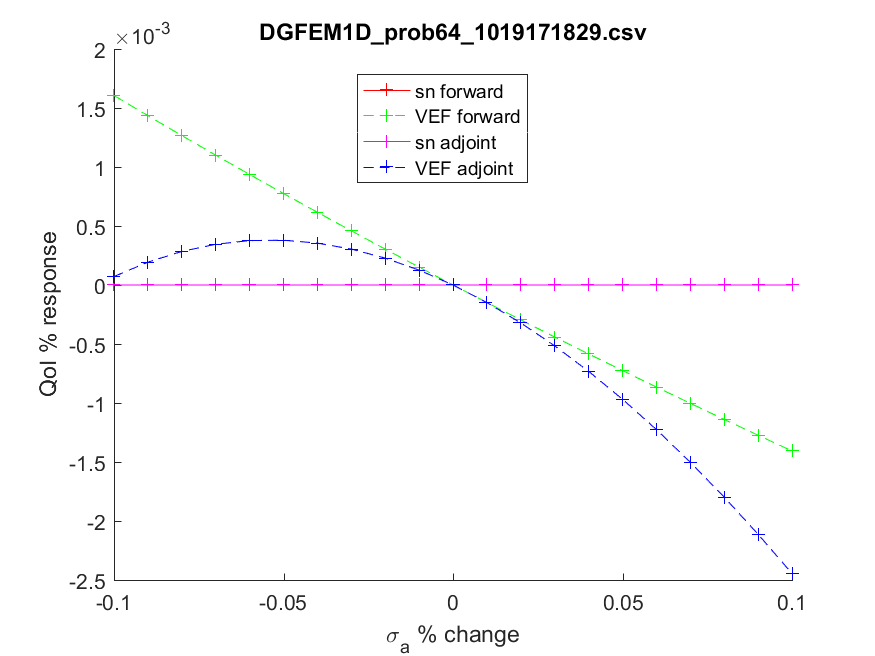 DGFEM1D_prob64_1019171829.csv
×10-3
sn forward
VEF forward
sn adjoint
VEF adjoint
2
1.5
1
0.5
0
-0.5
-1
-1.5
-2
-2.5
QoI % response
-0.1 -0.05 0 0.05 0.1
σa % change